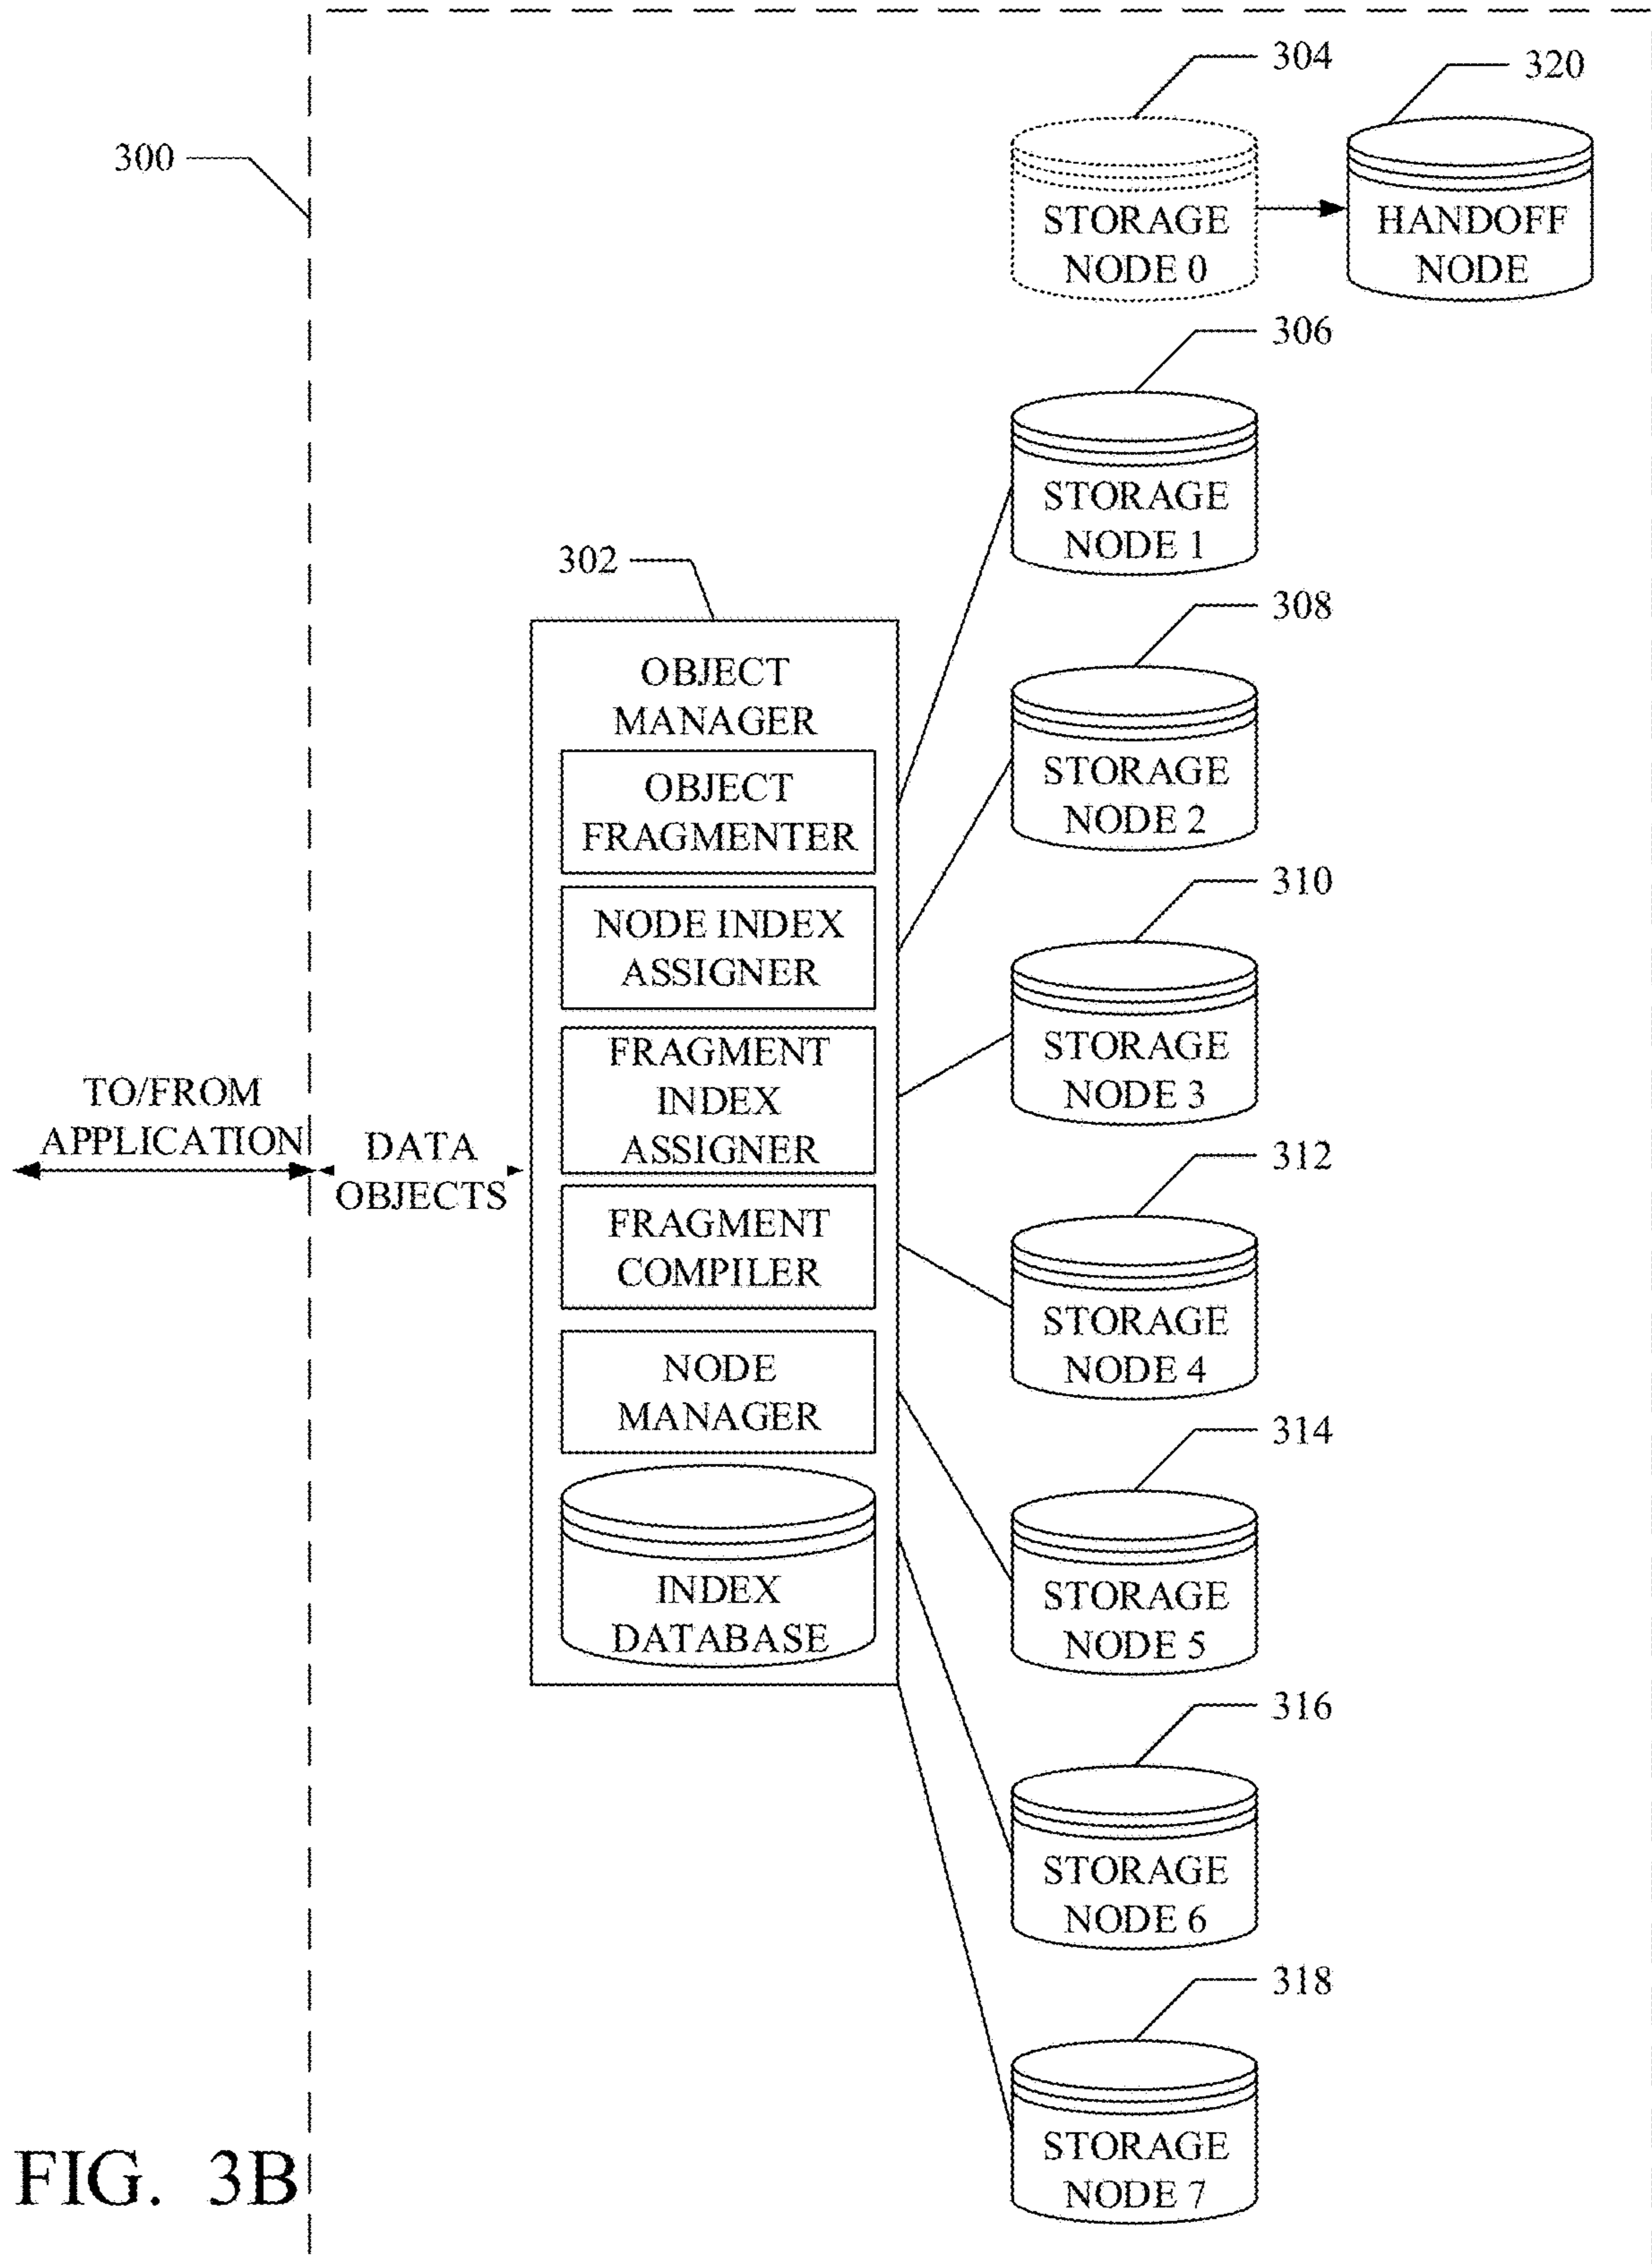 304
320
300
STORAGE
NODE 0
HANDOFF
NODE
306
STORAGE
NODE 1
302
308
OBJECT
MANAGER
OBJECT
FRAGMENTER
STORAGE
NODE 2
NODE INDEX
ASSIGNER
310
FRAGMENT
INDEX
ASSIGNER
STORAGE
NODE 3
TO/FROM
APPLICATION
DATA
OBJECTS
312
FRAGMENT
COMPILER
STORAGE
NODE 4
NODE
MANAGER
314
INDEX
DATABASE
STORAGE
NODE 5
316
STORAGE
NODE 6
318
STORAGE
NODE 7
FIG. 3B